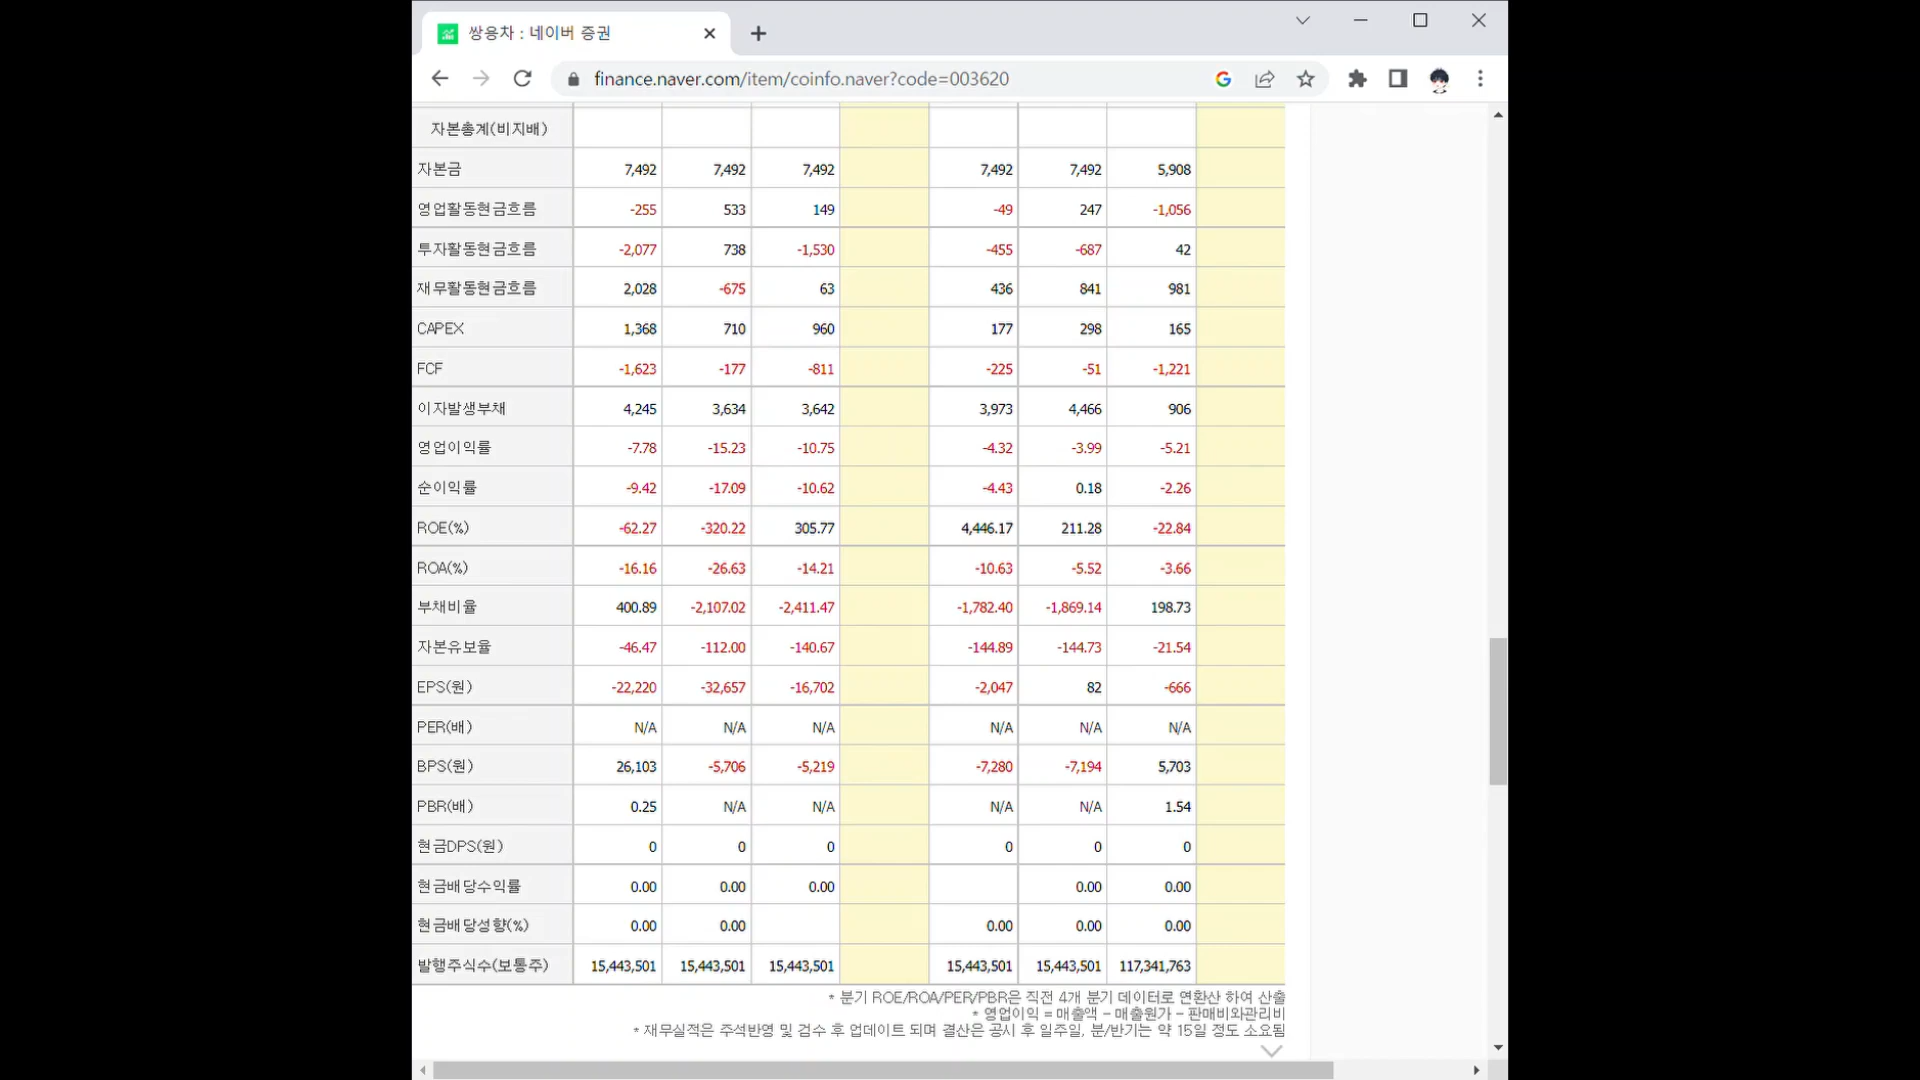 쌍용차 : 네이버 증권
finance.naver.com/item/coinfo.naver?code=003620
자본총계(비지배)
자본금 7,492 7,492 7,492 7,492 7,492 5,908
영업활동현금흐름 -255 533 149 -49 247 -1,056
투자활동현금흐름 -2,077 738 -1,530 -455 -687 42
재무활동현금흐름 2,028 -675 63 436 841 981
CAPEX 1,368 710 960 177 298 165
FCF -1,623 -177 -811 -225 -51 -1,221
이자발생부채 4,245 3,634 3,642 3,973 4,466 906
영업이익률 -7.78 -15.23 -10.75 -4.32 -3.99 -5.21
순이익률 -9.42 -17.09 -10.62 -4.43 0.18 -2.26
ROE(%) -62.27 -320.22 305.77 4,446.17 211.28 -22.84
ROA(%) -16.16 -26.63 -14.21 -10.63 -5.52 -3.66
부채비율 400.89 -2,107.02 -2,411.47 -1,782.40 -1,869.14 198.73
자본유보율 -46.47 -112.00 -140.67 -144.89 -144.73 -21.54
EPS(원) -22,220 -32,657 -16,702 -2,047 82 -666
PER(배) N/A N/A N/A N/A N/A N/A
BPS(원) 26,103 -5,706 -5,219 -7,280 -7,194 5,703
PBR(배) 0.25 N/A N/A N/A N/A 1.54
현금DPS(원) 0 0 0 0 0 0
현금배당수익률 0.00 0.00 0.00 0.00 0.00
현금배당성향(%) 0.00 0.00 0.00 0.00 0.00
발행주식수(보통주) 15,443,501 15,443,501 15,443,501 15,443,501 15,443,501 117,341,763
* 분기 ROE/ROA/PER/PBR은 직전 4개 분기 데이터로 연환산 하여 산출
* 영업이익 = 매출액 - 매출원가 - 판매비와관리비
* 재무실적은 주석반영 및 검수 후 업데이트 되며 결산은 공시 후 일주일, 분/반기는 약 15일 정도 소요됨